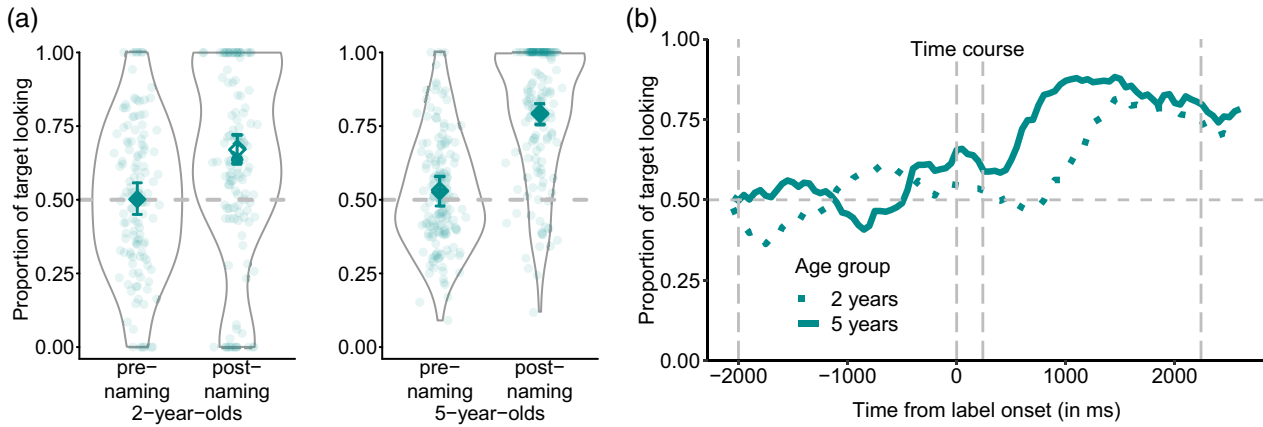 (a)
Proportion of target looking
1.00
0.75
0.50
0.25
0.00
pre–
naming
post–
naming
2–year–olds
1.00
0.75
0.50
0.25
0.00
pre–
naming
post–
naming
5–year–olds
(b)
Proportion of target looking
1.00
0.75
0.50
0.25
0.00
Time course
Age group
2 years
5 years
−2000
−1000
0
1000
2000
Time from label onset (in ms)